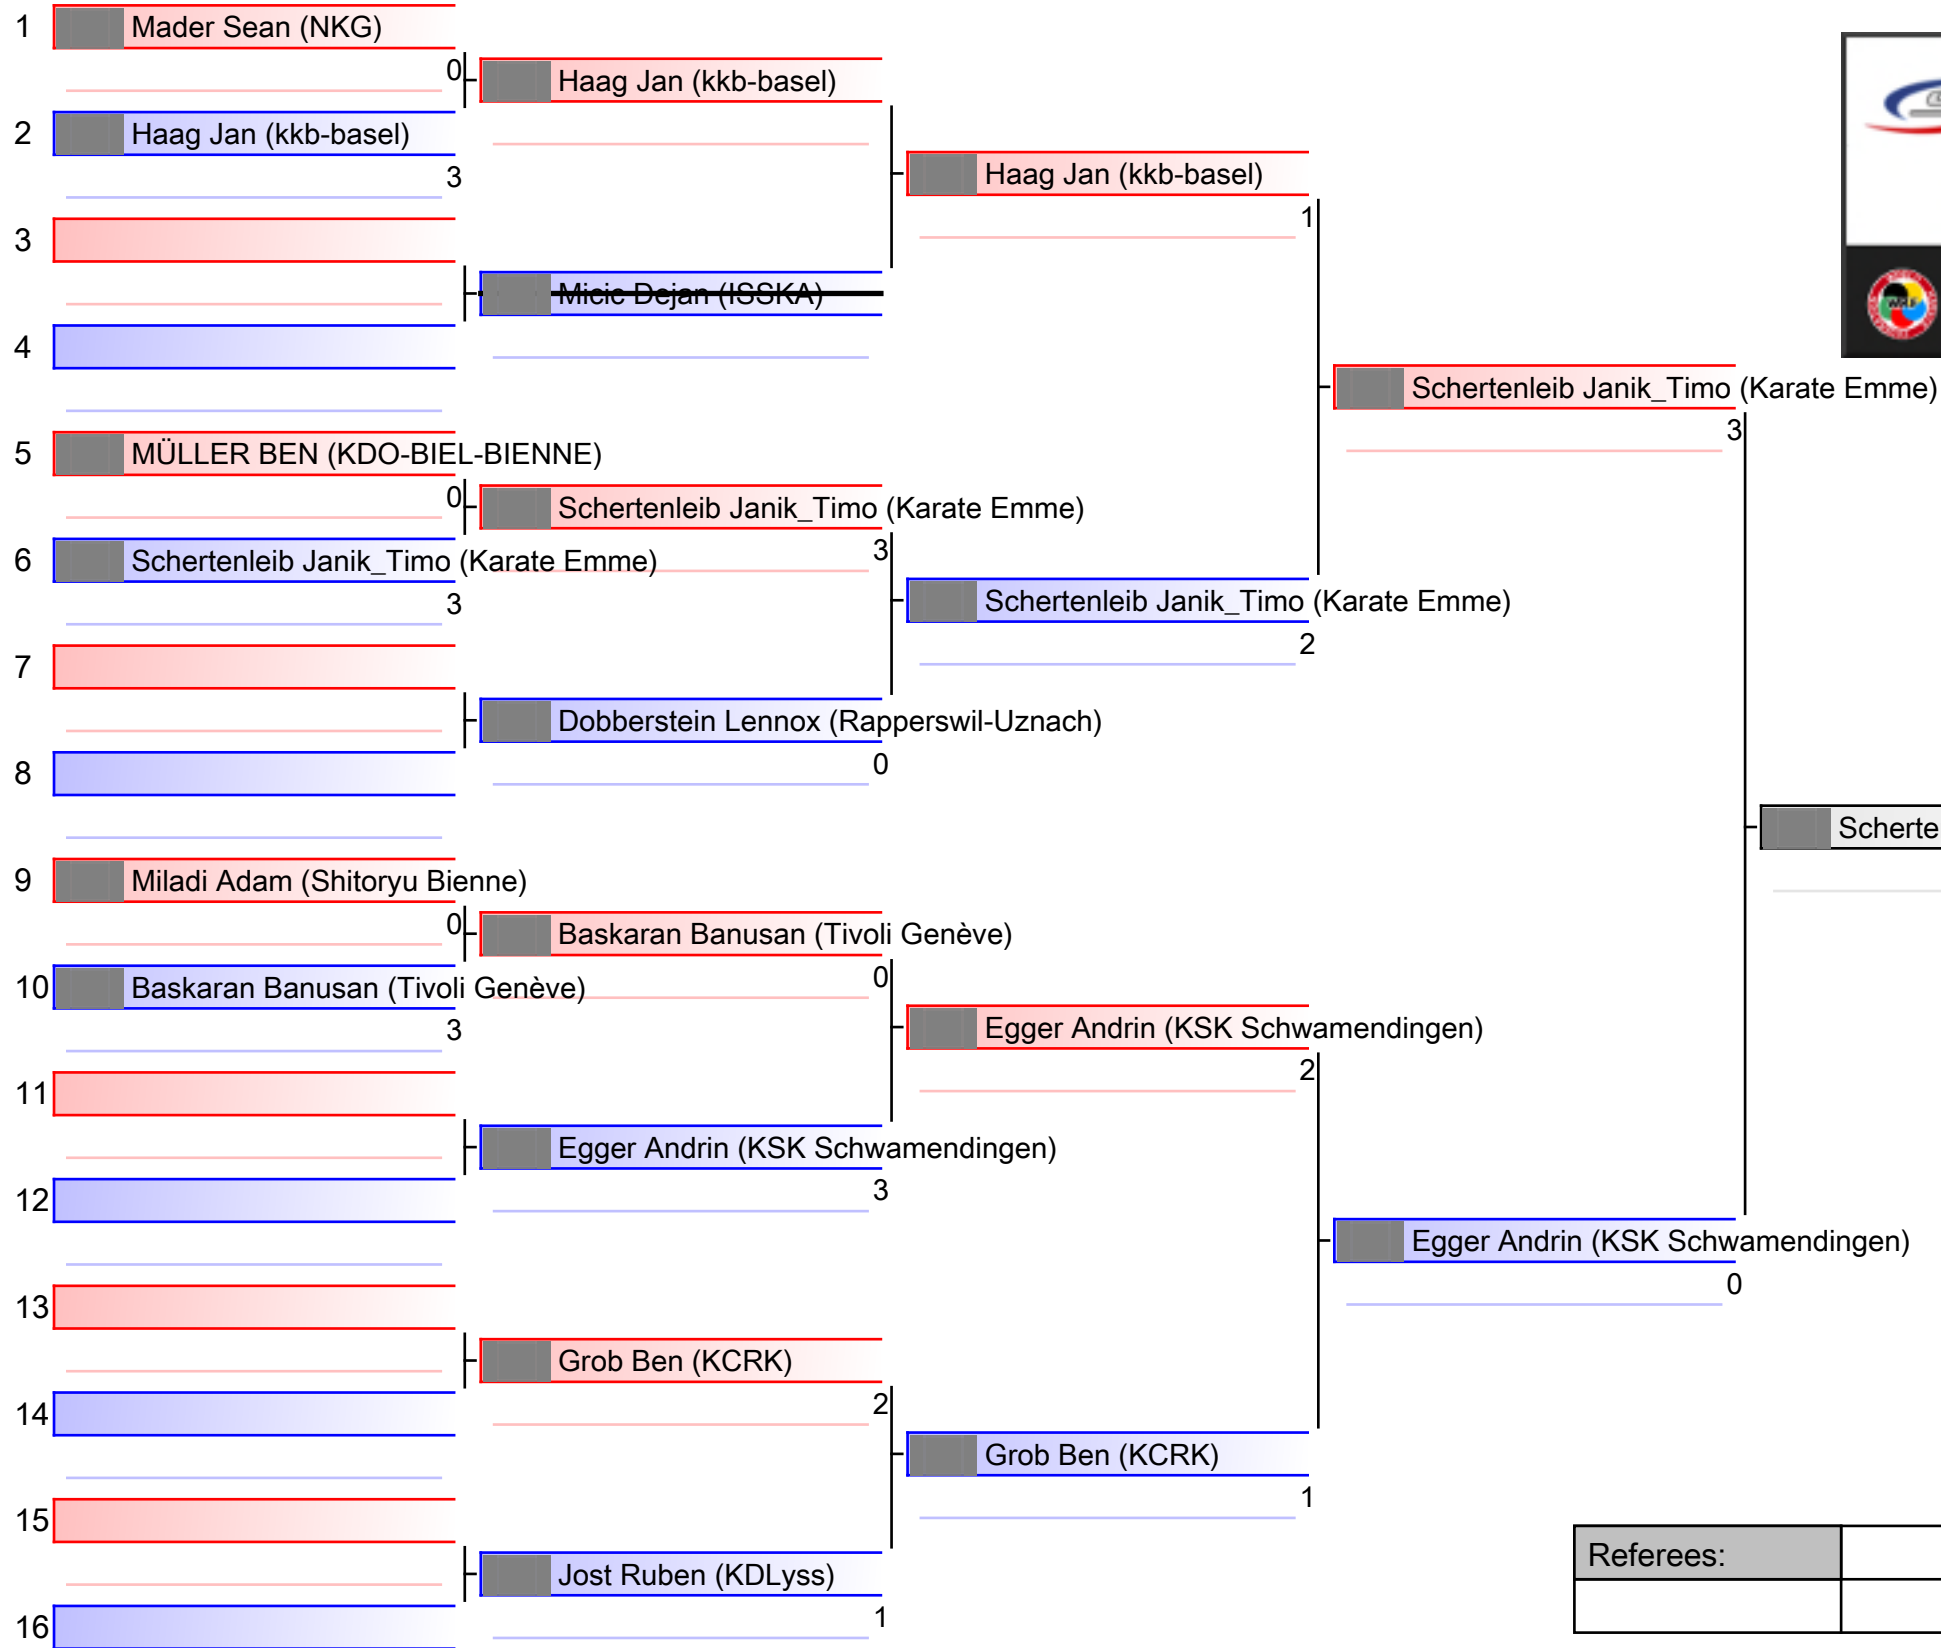 1 Mader Sean (NKG)
0 Haag Jan (kkb-basel)
2 Haag Jan (kkb-basel)
3
Haag Jan (kkb-basel)
1
3
Micic Dejan (ISSKA)
4
Schertenleib Janik_Timo (Karate Emme)
3
5 MÜLLER BEN (KDO-BIEL-BIENNE)
0 Schertenleib Janik_Timo (Karate Emme)
3
6 Schertenleib Janik_Timo (Karate Emme)
3
Schertenleib Janik_Timo (Karate Emme)
2
7
Dobberstein Lennox (Rapperswil-Uznach)
0
8
Scherte
9 Miladi Adam (Shitoryu Bienne)
0 Baskaran Banusan (Tivoli Genève)
0
10 Baskaran Banusan (Tivoli Genève)
3
Egger Andrin (KSK Schwamendingen)
2
11
Egger Andrin (KSK Schwamendingen)
3
12
Egger Andrin (KSK Schwamendingen)
0
13
Grob Ben (KCRK)
2
14
Grob Ben (KCRK)
1
15
Jost Ruben (KDLyss)
1
16
Referees:
WKF